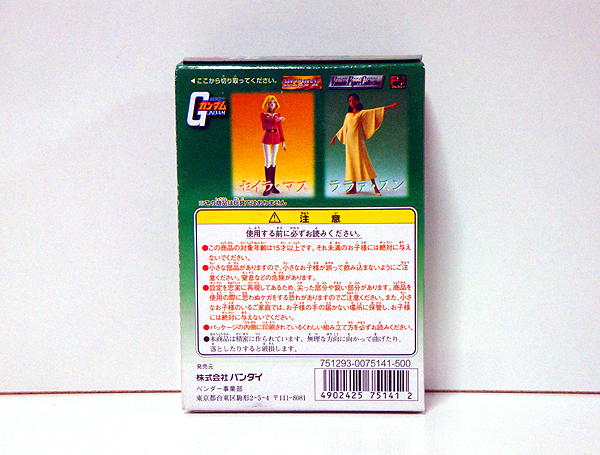 ◀ここから切り取ってください。
ガンダム
GUNDAM
セイラ・マス
ララァ・スン
※この商品は食品ではありません。
⚠ 注意
使用する前に必ずお読みください。
●この商品の対象年齢は15才以上です。それ未満のお子様には絶対に与えないでください。
●小さな部品がありますので、小さなお子様が誤って飲み込まないようにご注意ください。窒息などの危険があります。
●設定を忠実に再現してあるため、尖った部分や鋭い部分があります。商品を
使用の際に思わぬケガをする恐れがありますのでご注意ください。また、小さ
なお子様のいるご家庭では、お子様の手の届かない場所に保管し、お子様に
は絶対に与えないでください。
●パッケージの内側に印刷されているくわしい組み立て方を必ずお読みください。
●本商品は精密に作られています。無理な方向に向かって曲げたり、
落としたりすると破損します。
発売元
株式会社 バンダイ
ベンダー事業部
東京都台東区駒形2-5-4 〒111-8081
751293-0075141-500
4902425 75141 2